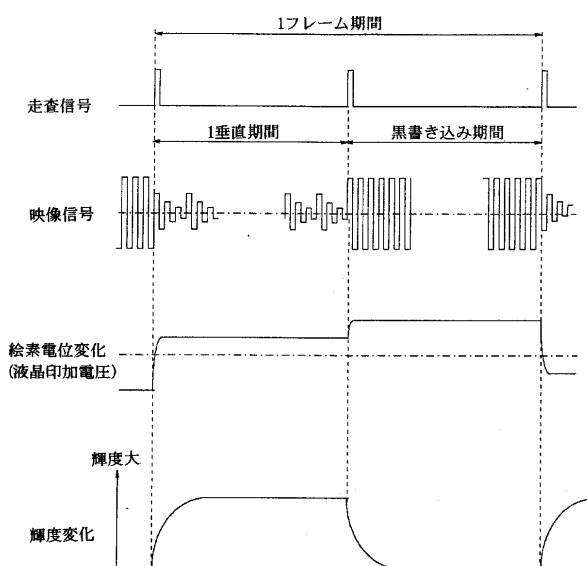 1フレーム期間
走査信号
1垂直期間
黒書き込み期間
映像信号
絵素電位変化
(液晶印加電圧)
輝度大
輝度変化